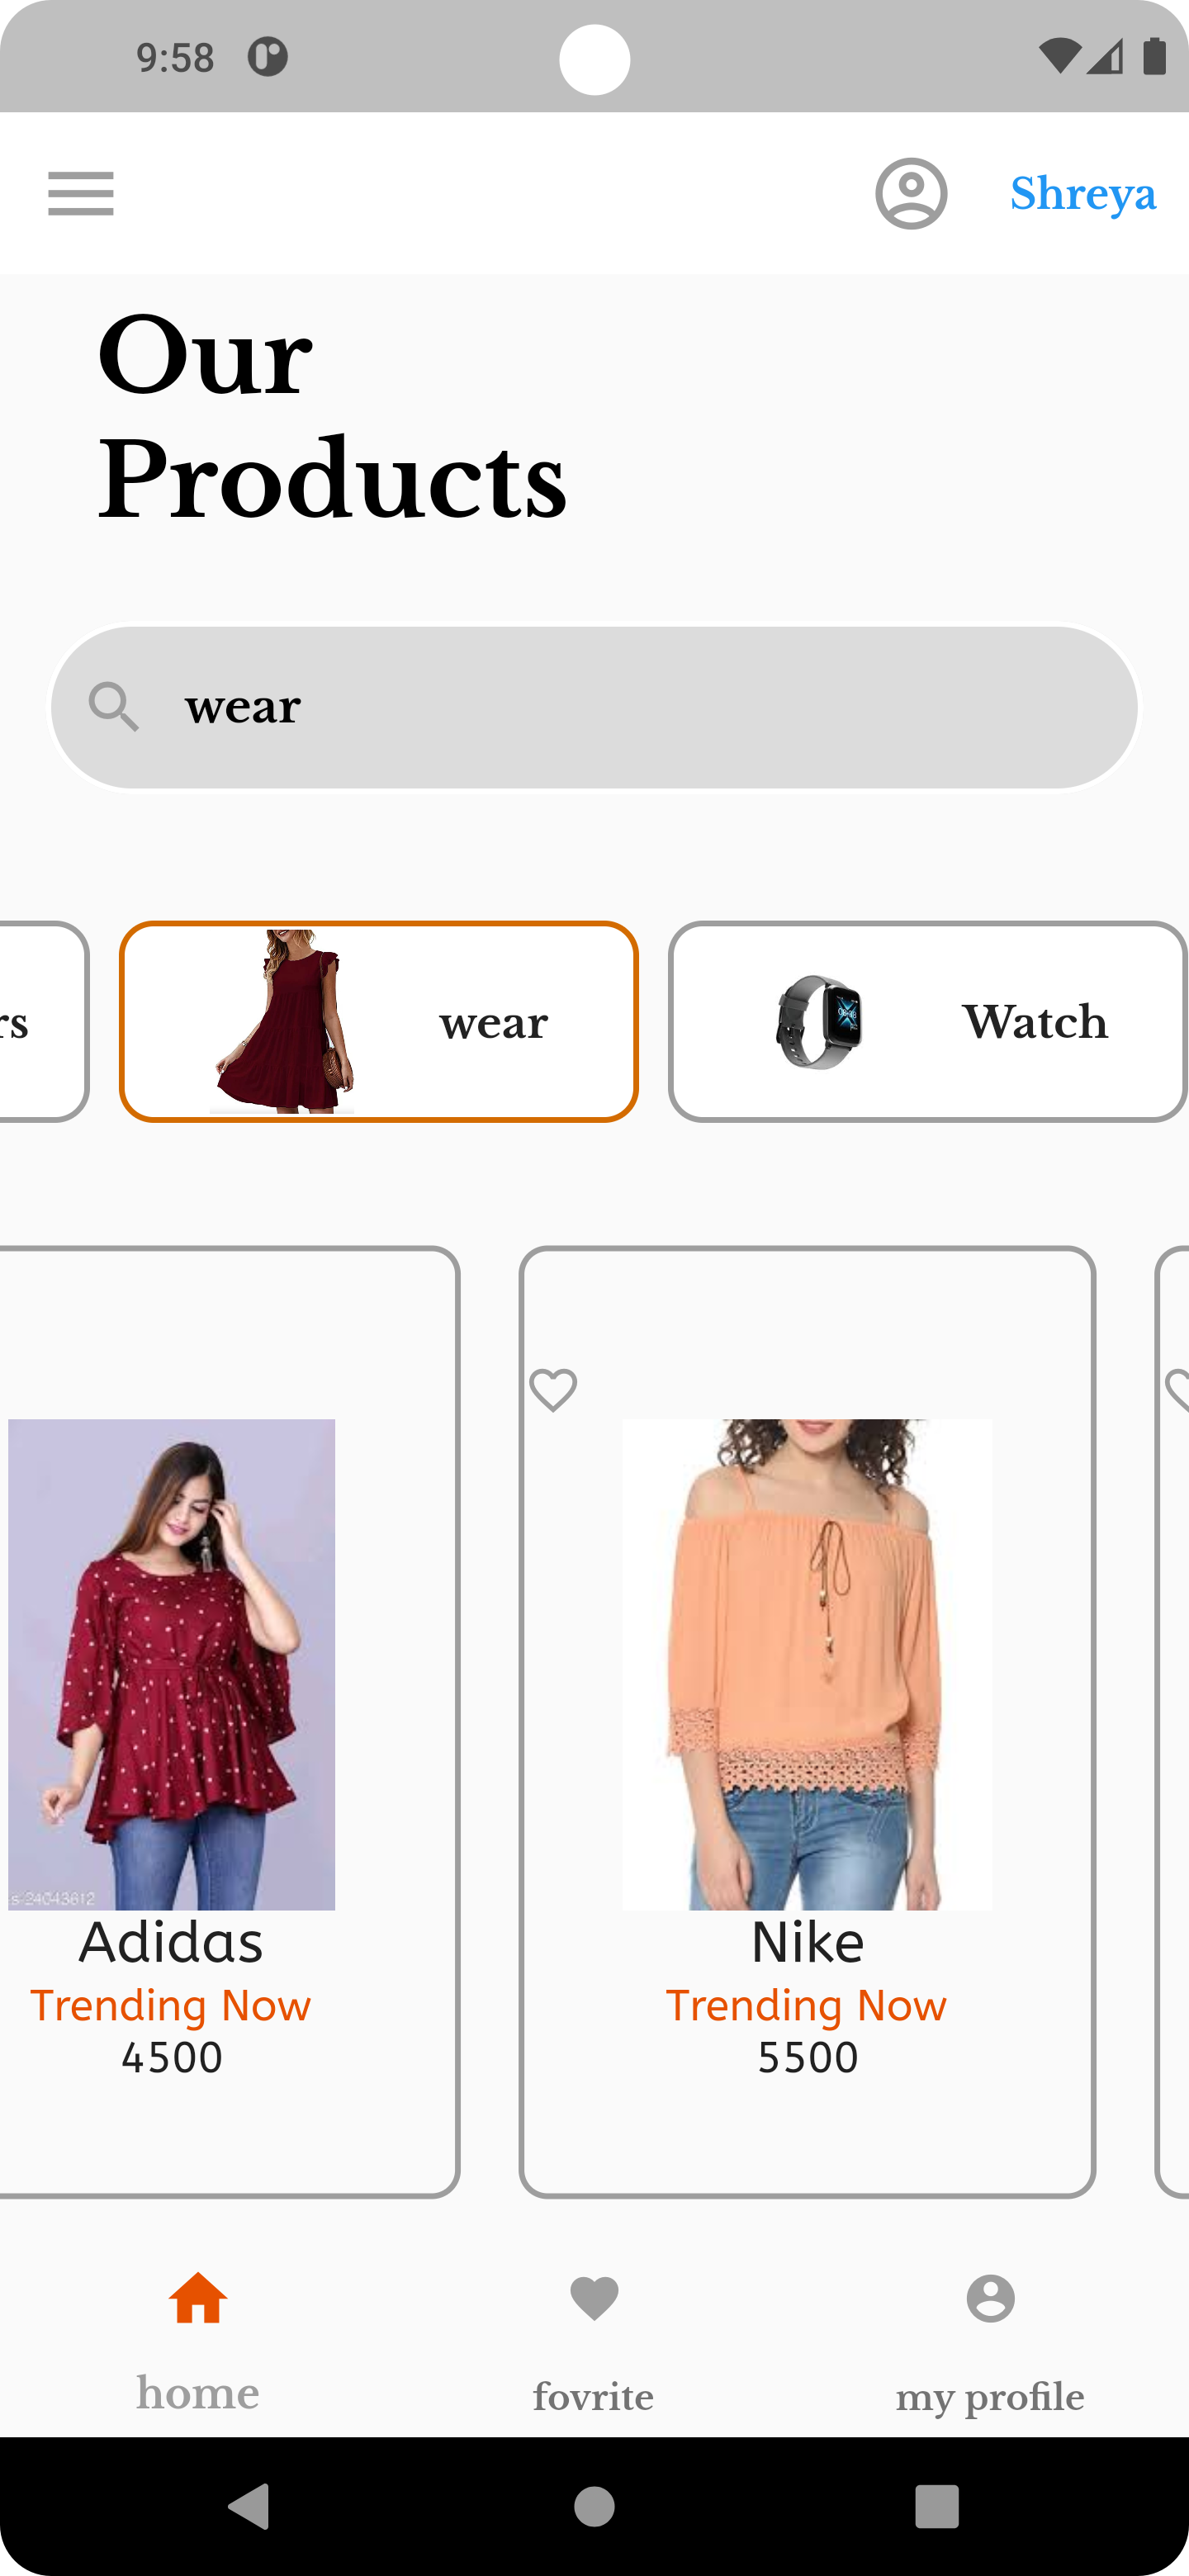 9:58
Shreya
Our
Products
wear
rs
wear
Watch
s-24043612
Adidas
Trending Now
4500
Nike
Trending Now
5500
home
fovrite
my profile